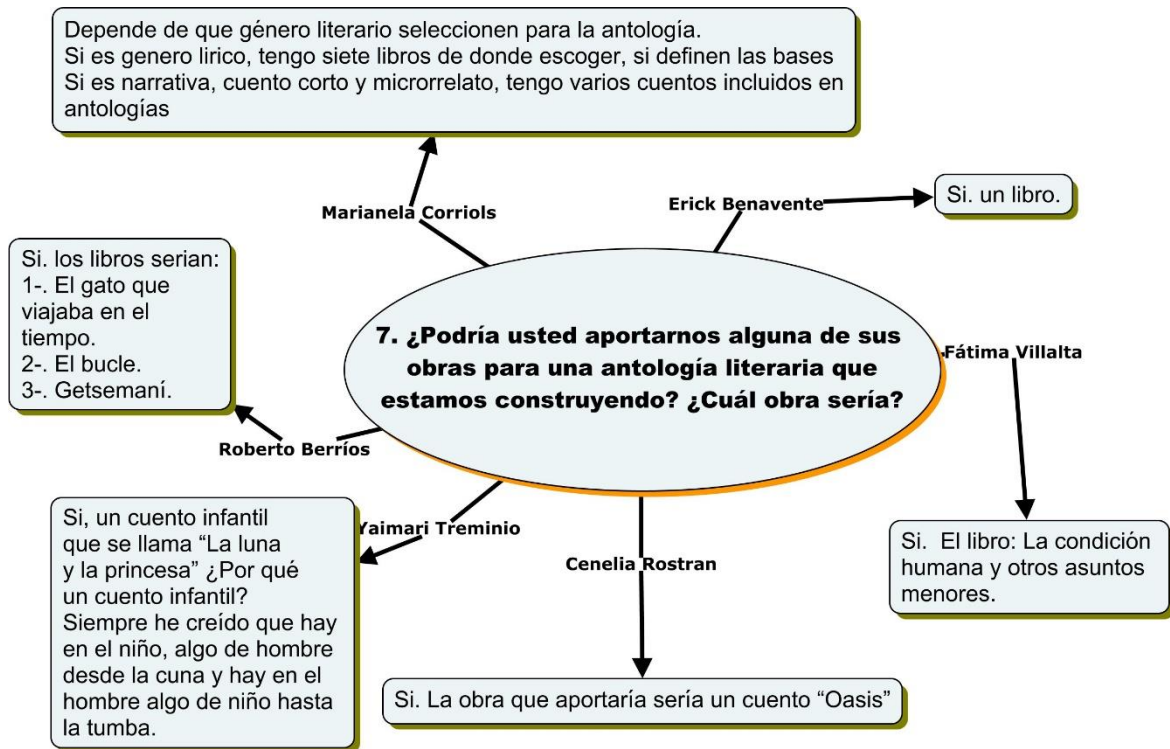 Depende de que género literario seleccionen para la antología.
Si es genero lirico, tengo siete libros de donde escoger, si definen las bases
Si es narrativa, cuento corto y microrrelato, tengo varios cuentos incluidos en
antologías
Marianela Corriols
Erick Benavente
Si. un libro.
Si. los libros serian:
1-. El gato que
viajaba en el
tiempo.
2-. El bucle.
3-. Getsemaní.
7. ¿Podría usted aportarnos alguna de sus
obras para una antología literaria que
estamos construyendo? ¿Cuál obra sería?
Fátima Villalta
Roberto Berríos
Si, un cuento infantil
que se llama “La luna
y la princesa” ¿Por qué
un cuento infantil?
Siempre he creído que hay
en el niño, algo de hombre
desde la cuna y hay en el
hombre algo de niño hasta
la tumba.
Yaimari Treminio
Cenelia Rostran
Si. El libro: La condición
humana y otros asuntos
menores.
Si. La obra que aportaría sería un cuento “Oasis”